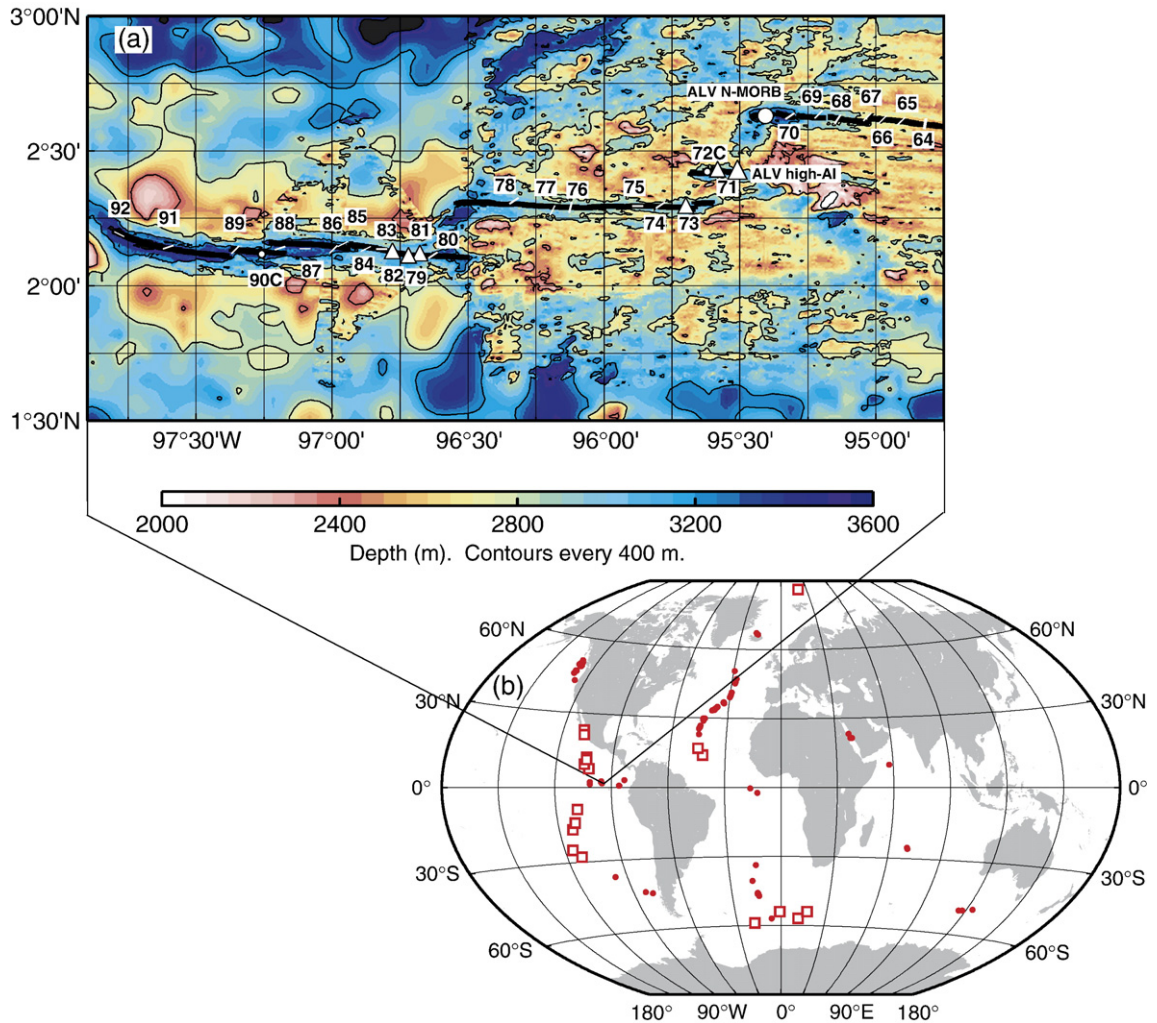 3°00'N
(a)
ALV N-MORB
69
68
67
65
70
66
64
2°30'
72C
71
ALV high-Al
78
77
76
75
74
73
92
91
89
88
86
85
83
81
80
90C
87
84
82
79
2°00'
1°30'N
97°30'W
97°00'
96°30'
96°00'
95°30'
95°00'
2000
2400
2800
3200
3600
Depth (m). Contours every 400 m.
(b)
60°N
60°N
30°N
30°N
0°
0°
30°S
30°S
60°S
60°S
180°
90°W
0°
90°E
180°